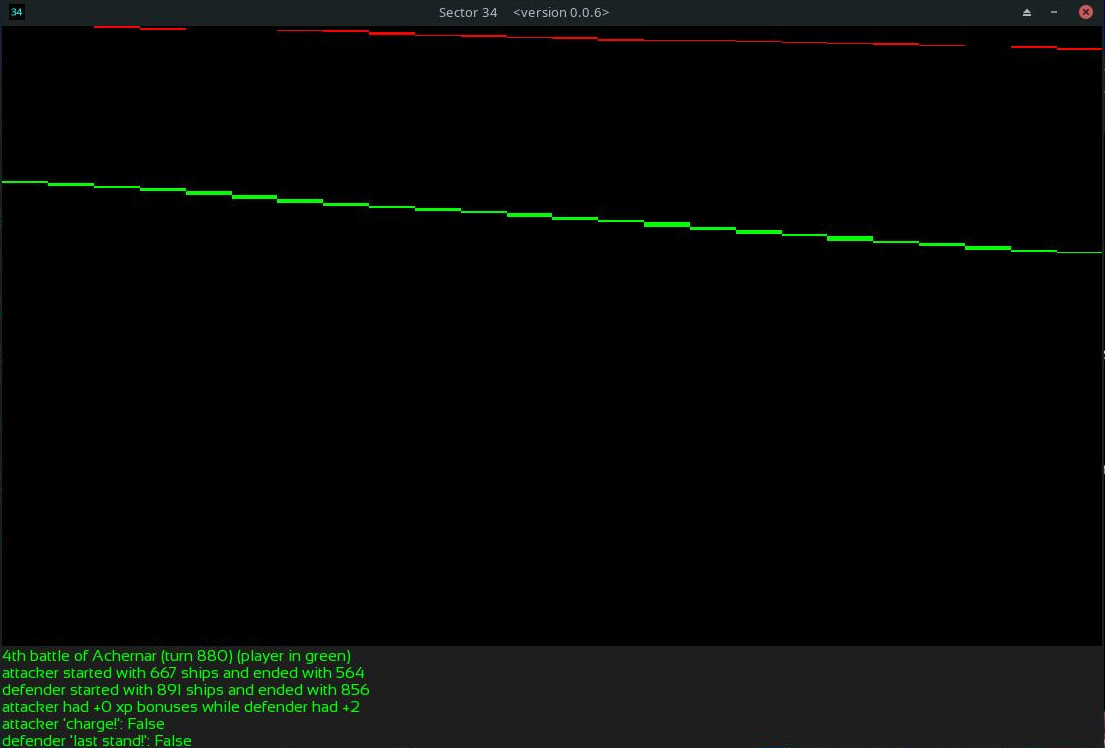 34
Sector 34 <version 0.0.6>
4th battle of Achernar (turn 880) (player in green)
attacker started with 667 ships and ended with 564
defender started with 891 ships and ended with 856
attacker had +0 xp bonuses while defender had +2
attacker 'charge!': False
defender 'last stand!': False